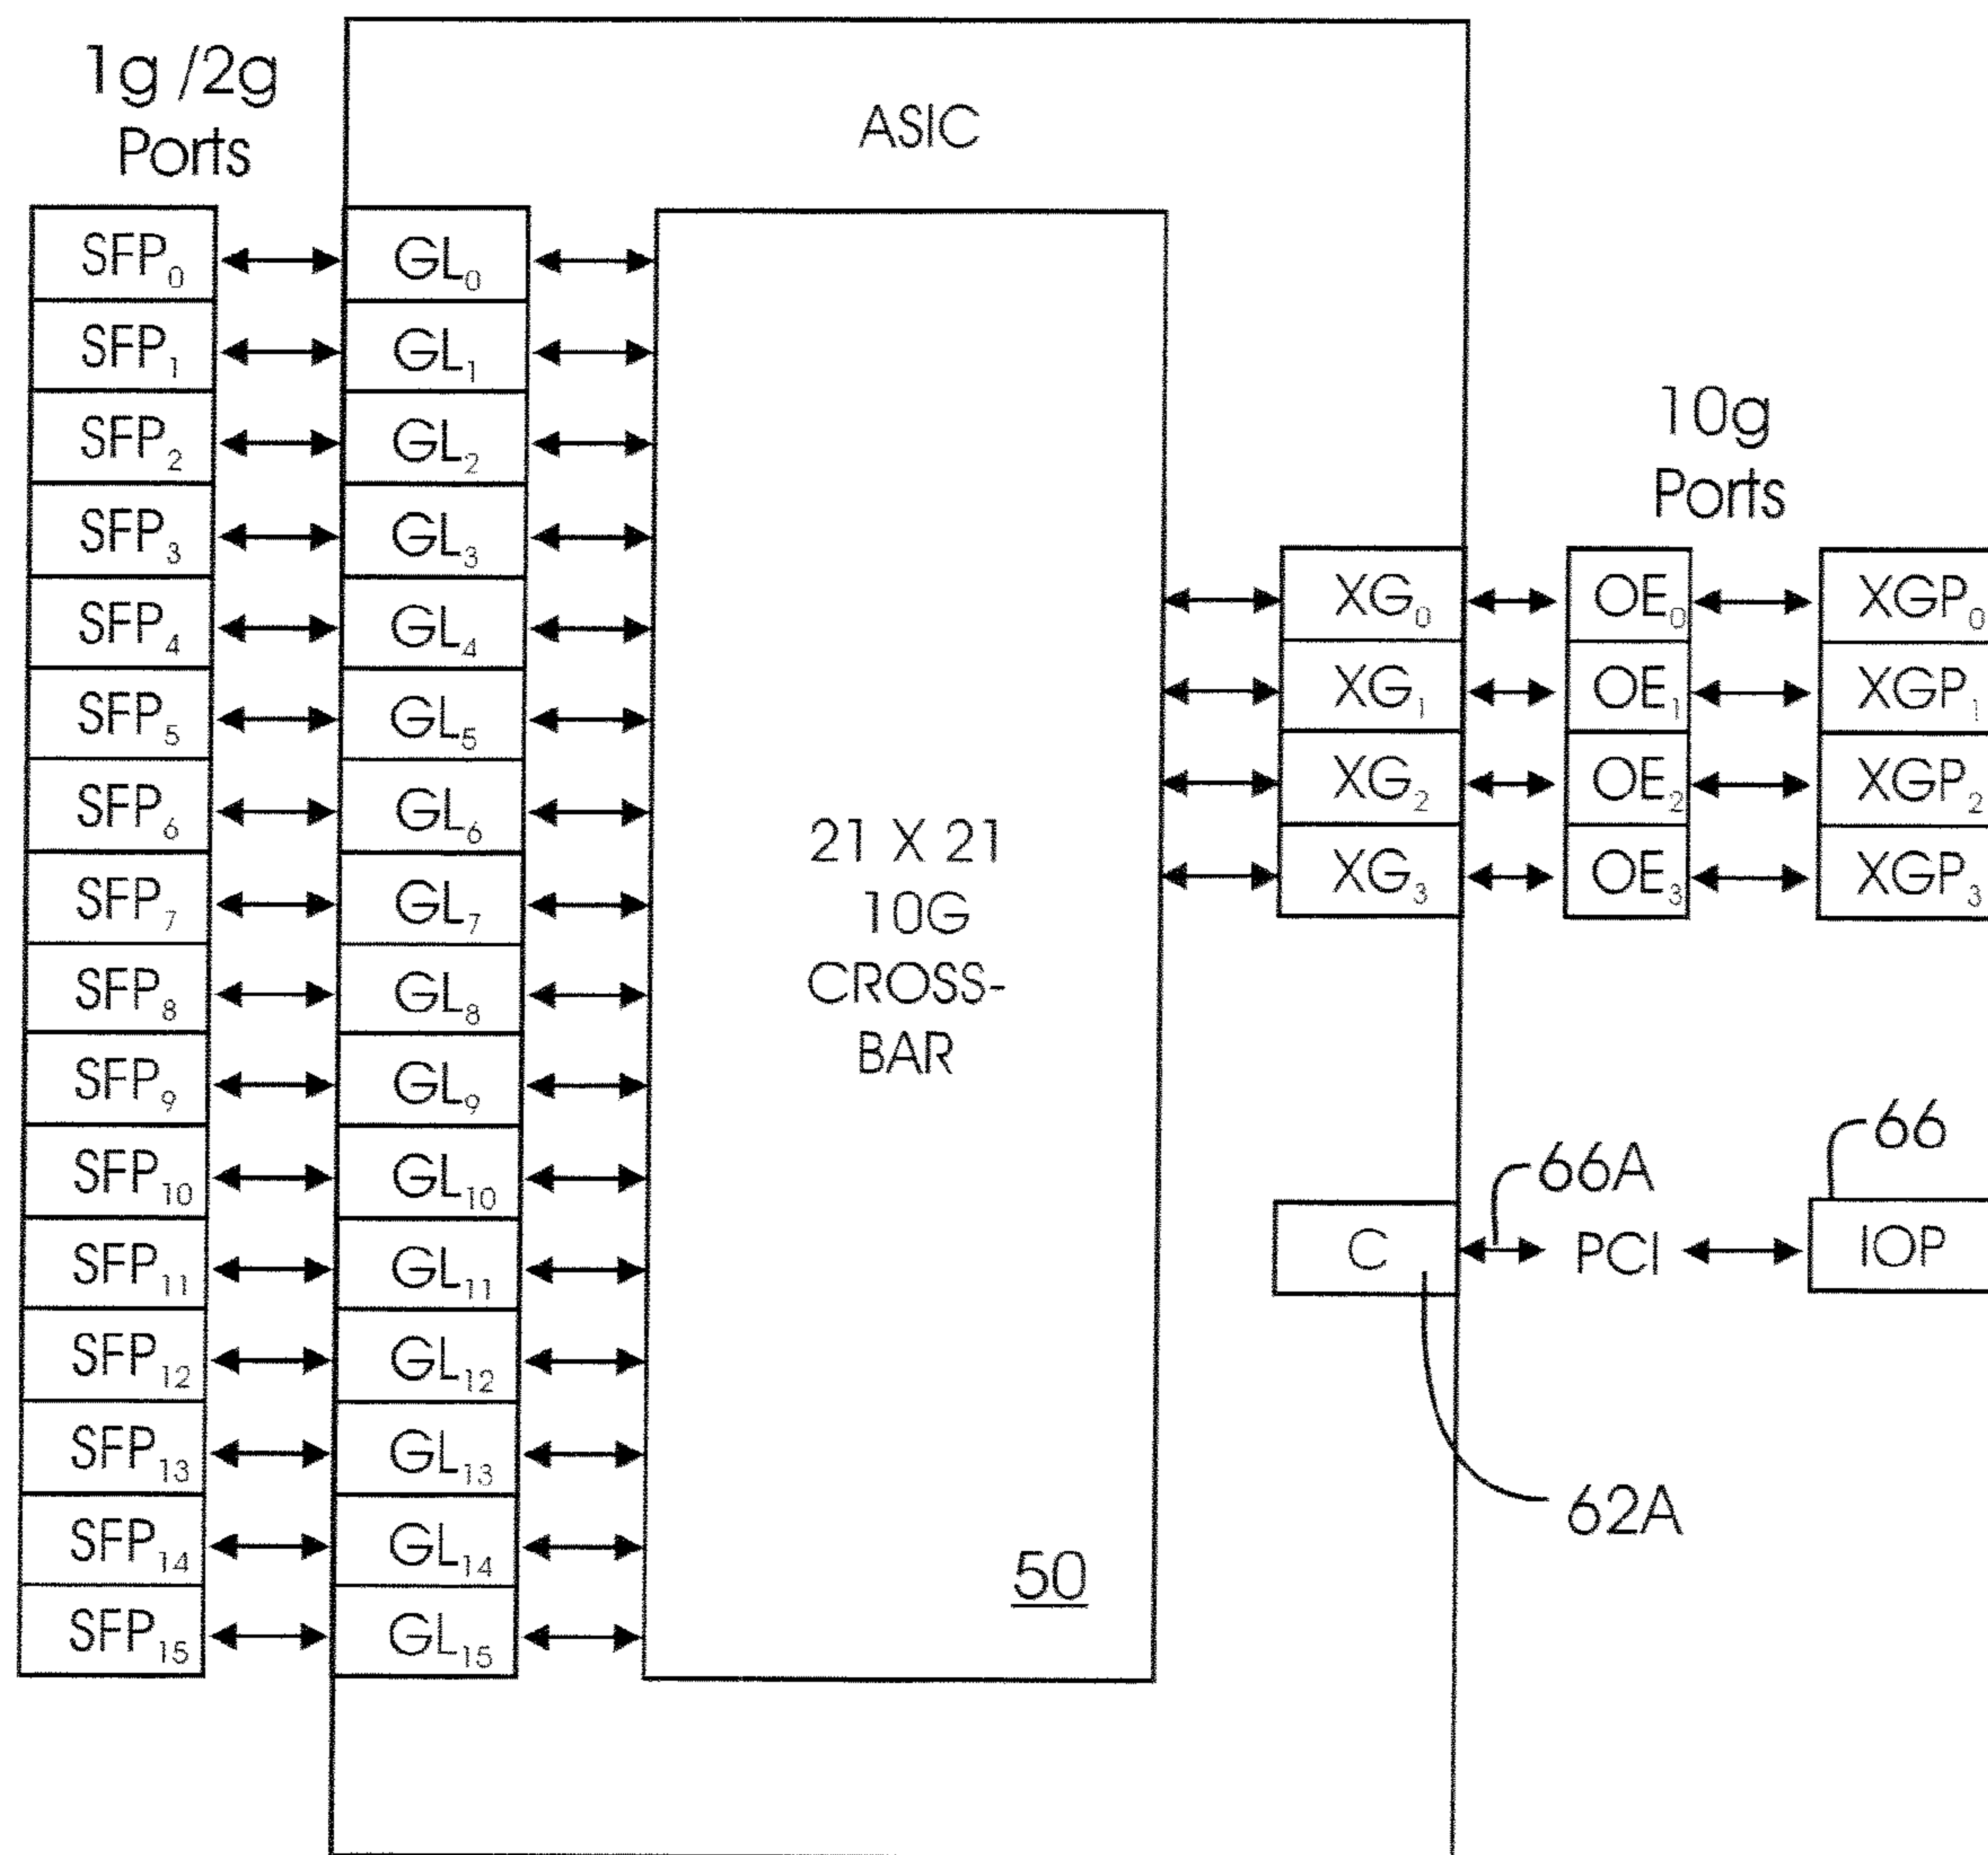 1g /2g
Ports
ASIC
10g
Ports
SFP₀ GL₀
SFP₁ GL₁
SFP₂ GL₂
SFP₃ GL₃
SFP₄ GL₄ XG₀ OE₀ XGP₀
SFP₅ GL₅ XG₁ OE₁ XGP₁
SFP₆ GL₆ XG₂ OE₂ XGP₂
SFP₇ GL₇ XG₃ OE₃ XGP₃
SFP₈ GL₈
SFP₉ GL₉
SFP₁₀ GL₁₀
SFP₁₁ GL₁₁
SFP₁₂ GL₁₂
SFP₁₃ GL₁₃
SFP₁₄ GL₁₄
SFP₁₅ GL₁₅
21 X 21
10G
CROSS-
BAR
50
66
66A
C PCI IOP
62A